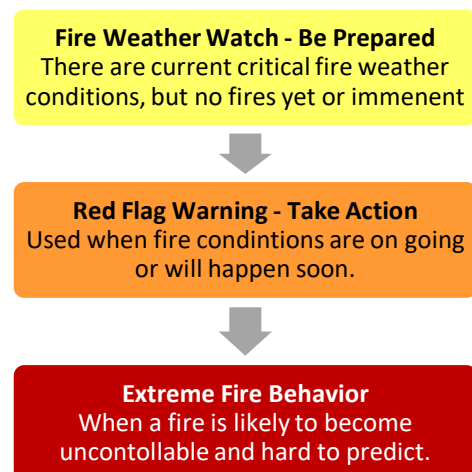 Fire Weather Watch - Be Prepared
There are current critical fire weather
conditions, but no fires yet or immenent
Red Flag Warning - Take Action
Used when fire condintions are on going
or will happen soon.
Extreme Fire Behavior
When a fire is likely to become
uncontollable and hard to predict.